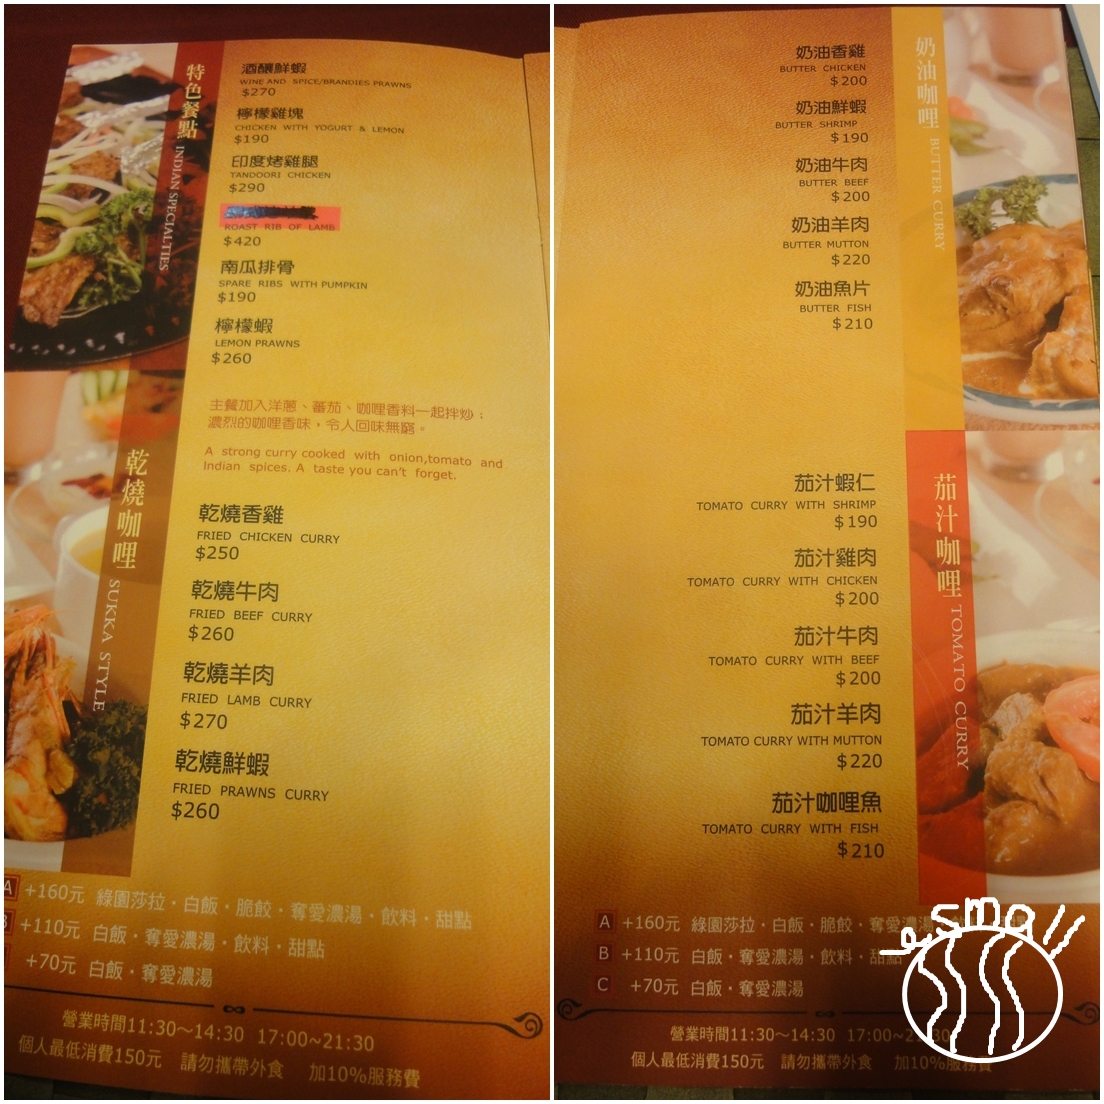 特色餐點 INDIAN SPECIALTIES
酒釀鮮蝦
WINE AND SPICE/BRANDIES PRAWNS
$270
檸檬雞塊
CHICKEN WITH YOGURT & LEMON
$190
印度烤雞腿
TANDOORI CHICKEN
$290
ROAST RIB OF LAMB
$420
南瓜排骨
SPARE RIBS WITH PUMPKIN
$190
檸檬蝦
LEMON PRAWNS
$260
乾燒咖哩 SUKKA STYLE
主餐加入洋蔥、蕃茄、咖哩香料一起拌炒；
濃烈的咖哩香味，令人回味無窮。
A strong curry cooked with onion,tomato and
Indian spices. A taste you can't forget.
乾燒香雞
FRIED CHICKEN CURRY
$250
乾燒牛肉
FRIED BEEF CURRY
$260
乾燒羊肉
FRIED LAMB CURRY
$270
乾燒鮮蝦
FRIED PRAWNS CURRY
$260
A +160元 綠園莎拉・白飯・脆餃・奪愛濃湯・飲料・甜點
B +110元 白飯・奪愛濃湯・飲料・甜點
+70元 白飯・奪愛濃湯
營業時間11:30～14:30 17:00~21:30
個人最低消費150元 請勿攜帶外食 加10%服務費
奶油咖哩 BUTTER CURRY
奶油香雞
BUTTER CHICKEN
$200
奶油鮮蝦
BUTTER SHRIMP
$190
奶油牛肉
BUTTER BEEF
$200
奶油羊肉
BUTTER MUTTON
$220
奶油魚片
BUTTER FISH
$210
茄汁咖哩 TOMATO CURRY
茄汁蝦仁
TOMATO CURRY WITH SHRIMP
$190
茄汁雞肉
TOMATO CURRY WITH CHICKEN
$200
茄汁牛肉
TOMATO CURRY WITH BEEF
$200
茄汁羊肉
TOMATO CURRY WITH MUTTON
$220
茄汁咖哩魚
TOMATO CURRY WITH FISH
$210
A +160元 綠園莎拉・白飯・脆餃・奪愛濃湯
B +110元 白飯・奪愛濃湯・飲料・甜點
C +70元 白飯・奪愛濃湯
營業時間11:30～14:30 17:00~21:30
個人最低消費150元 請勿攜帶外食 加10%服務費